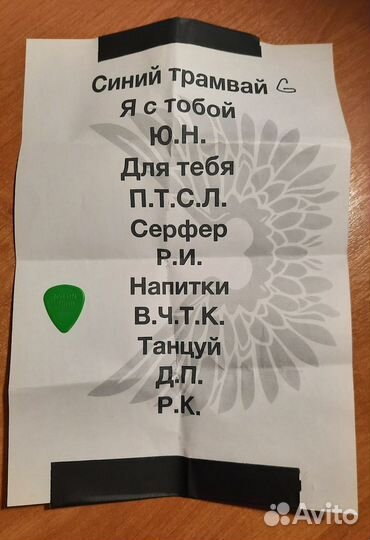 Синий трамвай G
Я с тобой
Ю.Н.
Для тебя
П.Т.С.Л.
Серфер
Р.И.
Напитки
В.Ч.Т.К.
Танцуй
Д.П.
Р.К.
Avito